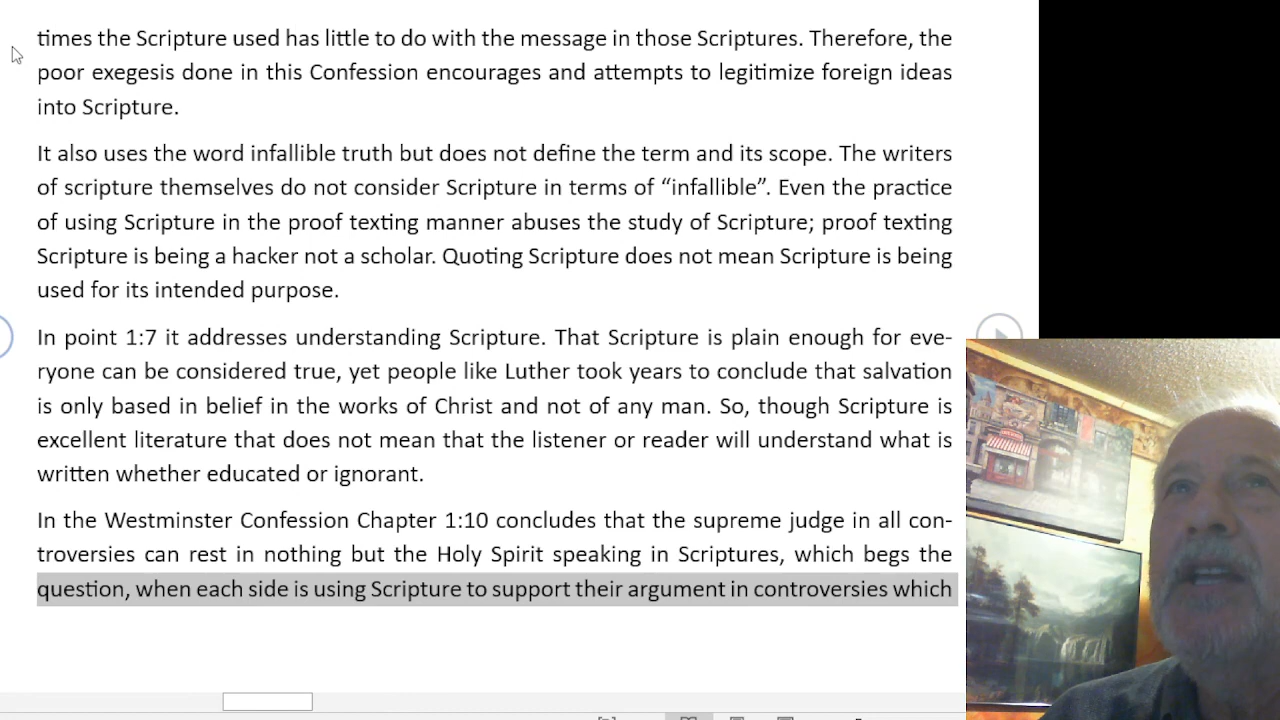 times the Scripture used has little to do with the message in those Scriptures. Therefore, the
poor exegesis done in this Confession encourages and attempts to legitimize foreign ideas
into Scripture.
It also uses the word infallible truth but does not define the term and its scope. The writers
of scripture themselves do not consider Scripture in terms of “infallible”. Even the practice
of using Scripture in the proof texting manner abuses the study of Scripture; proof texting
Scripture is being a hacker not a scholar. Quoting Scripture does not mean Scripture is being
used for its intended purpose.
In point 1:7 it addresses understanding Scripture. That Scripture is plain enough for eve-
ryone can be considered true, yet people like Luther took years to conclude that salvation
is only based in belief in the works of Christ and not of any man. So, though Scripture is
excellent literature that does not mean that the listener or reader will understand what is
written whether educated or ignorant.
In the Westminster Confession Chapter 1:10 concludes that the supreme judge in all con-
troversies can rest in nothing but the Holy Spirit speaking in Scriptures, which begs the
question, when each side is using Scripture to support their argument in controversies which